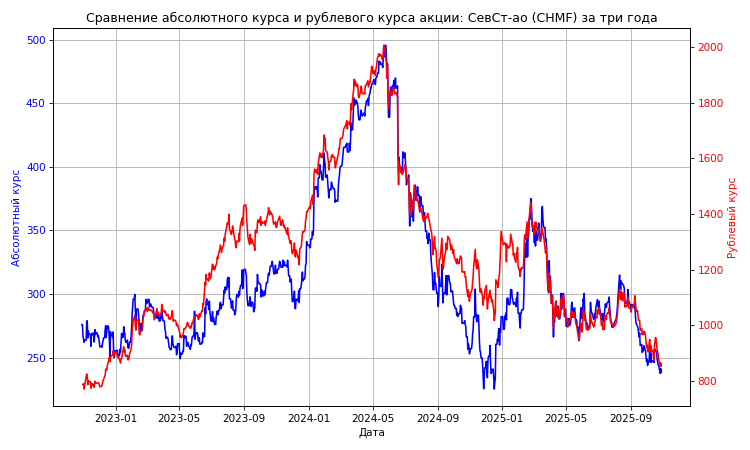 Сравнение абсолютного курса и рублевого курса акции: СевСт-ао (CHMF) за три года
500
450
400
350
300
250
Абсолютный курс
2000
1800
1600
1400
1200
1000
800
Рублевый курс
2023-01 2023-05 2023-09 2024-01 2024-05 2024-09 2025-01 2025-05 2025-09
Дата